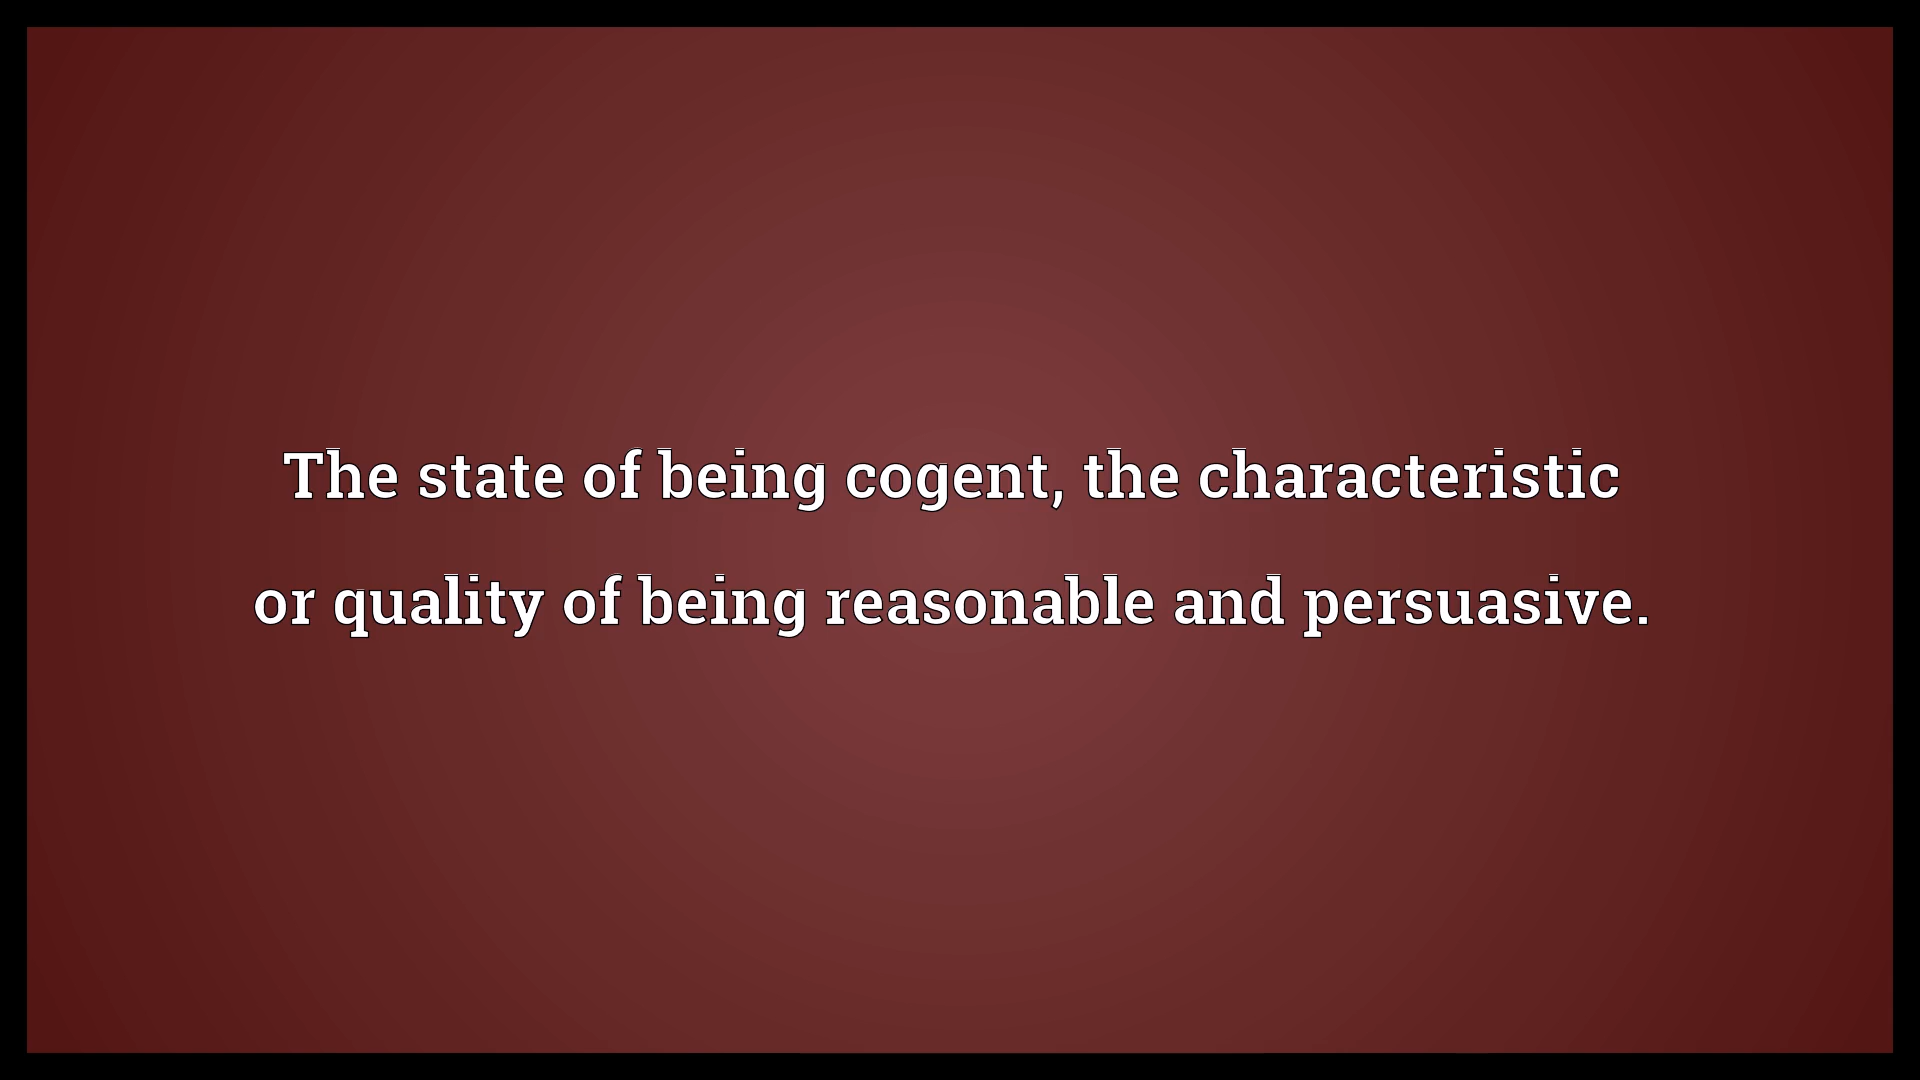 The state of being cogent, the characteristic
or quality of being reasonable and persuasive.